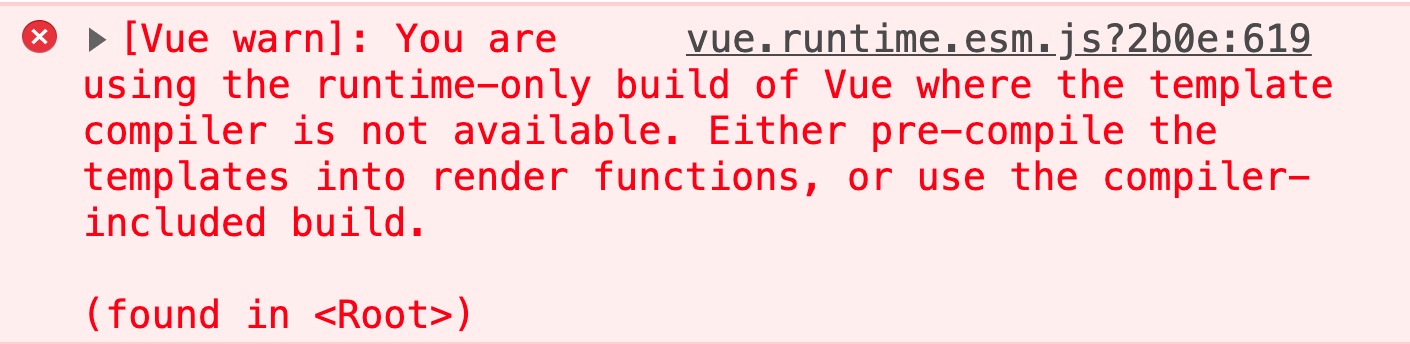 [Vue warn]: You are vue.runtime.esm.js?2b0e:619
using the runtime-only build of Vue where the template
compiler is not available. Either pre-compile the
templates into render functions, or use the compiler-
included build.
(found in <Root>)